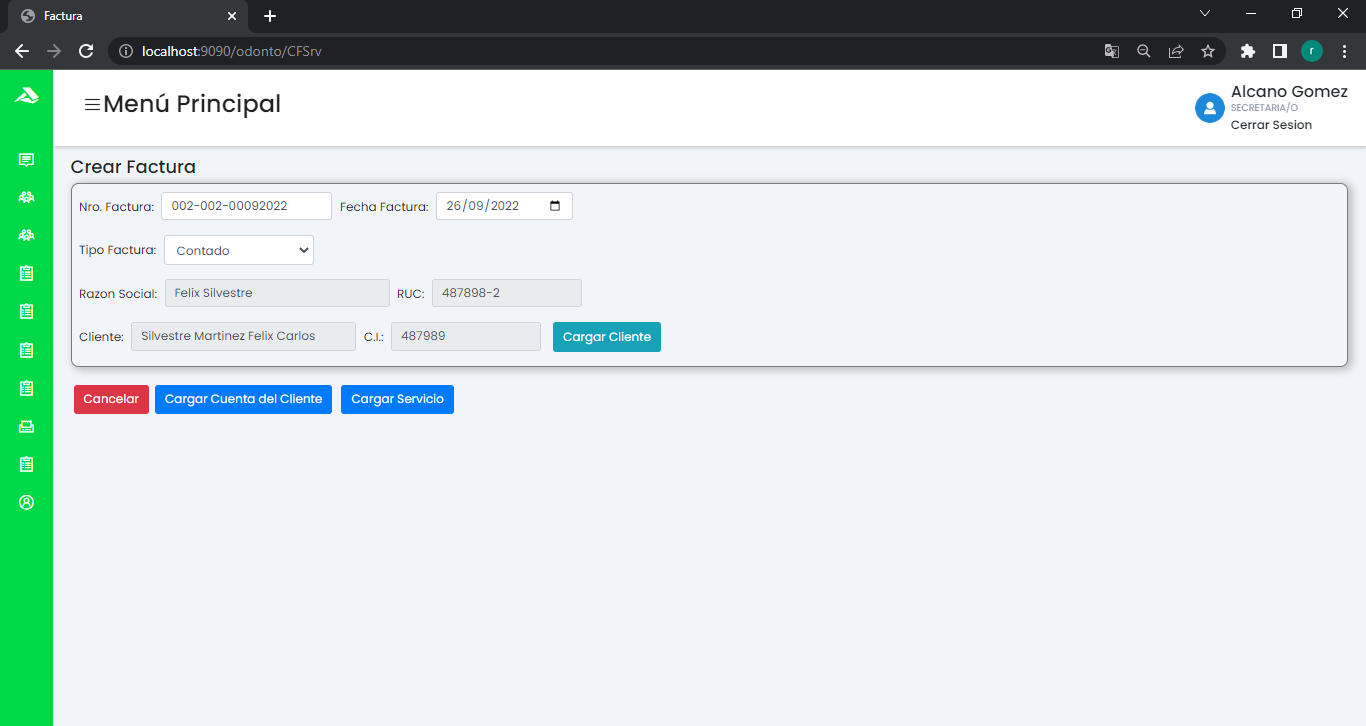 Factura
localhost:9090/odonto/CFSrv
r
Menú Principal
Alcano Gomez
SECRETARIA/O
Cerrar Sesion
Crear Factura
Nro. Factura: 002-002-00092022 Fecha Factura: 26/09/2022
Tipo Factura: Contado
Razon Social: Felix Silvestre RUC: 487898-2
Cliente: Silvestre Martinez Felix Carlos C.I.: 487989 Cargar Cliente
Cancelar Cargar Cuenta del Cliente Cargar Servicio